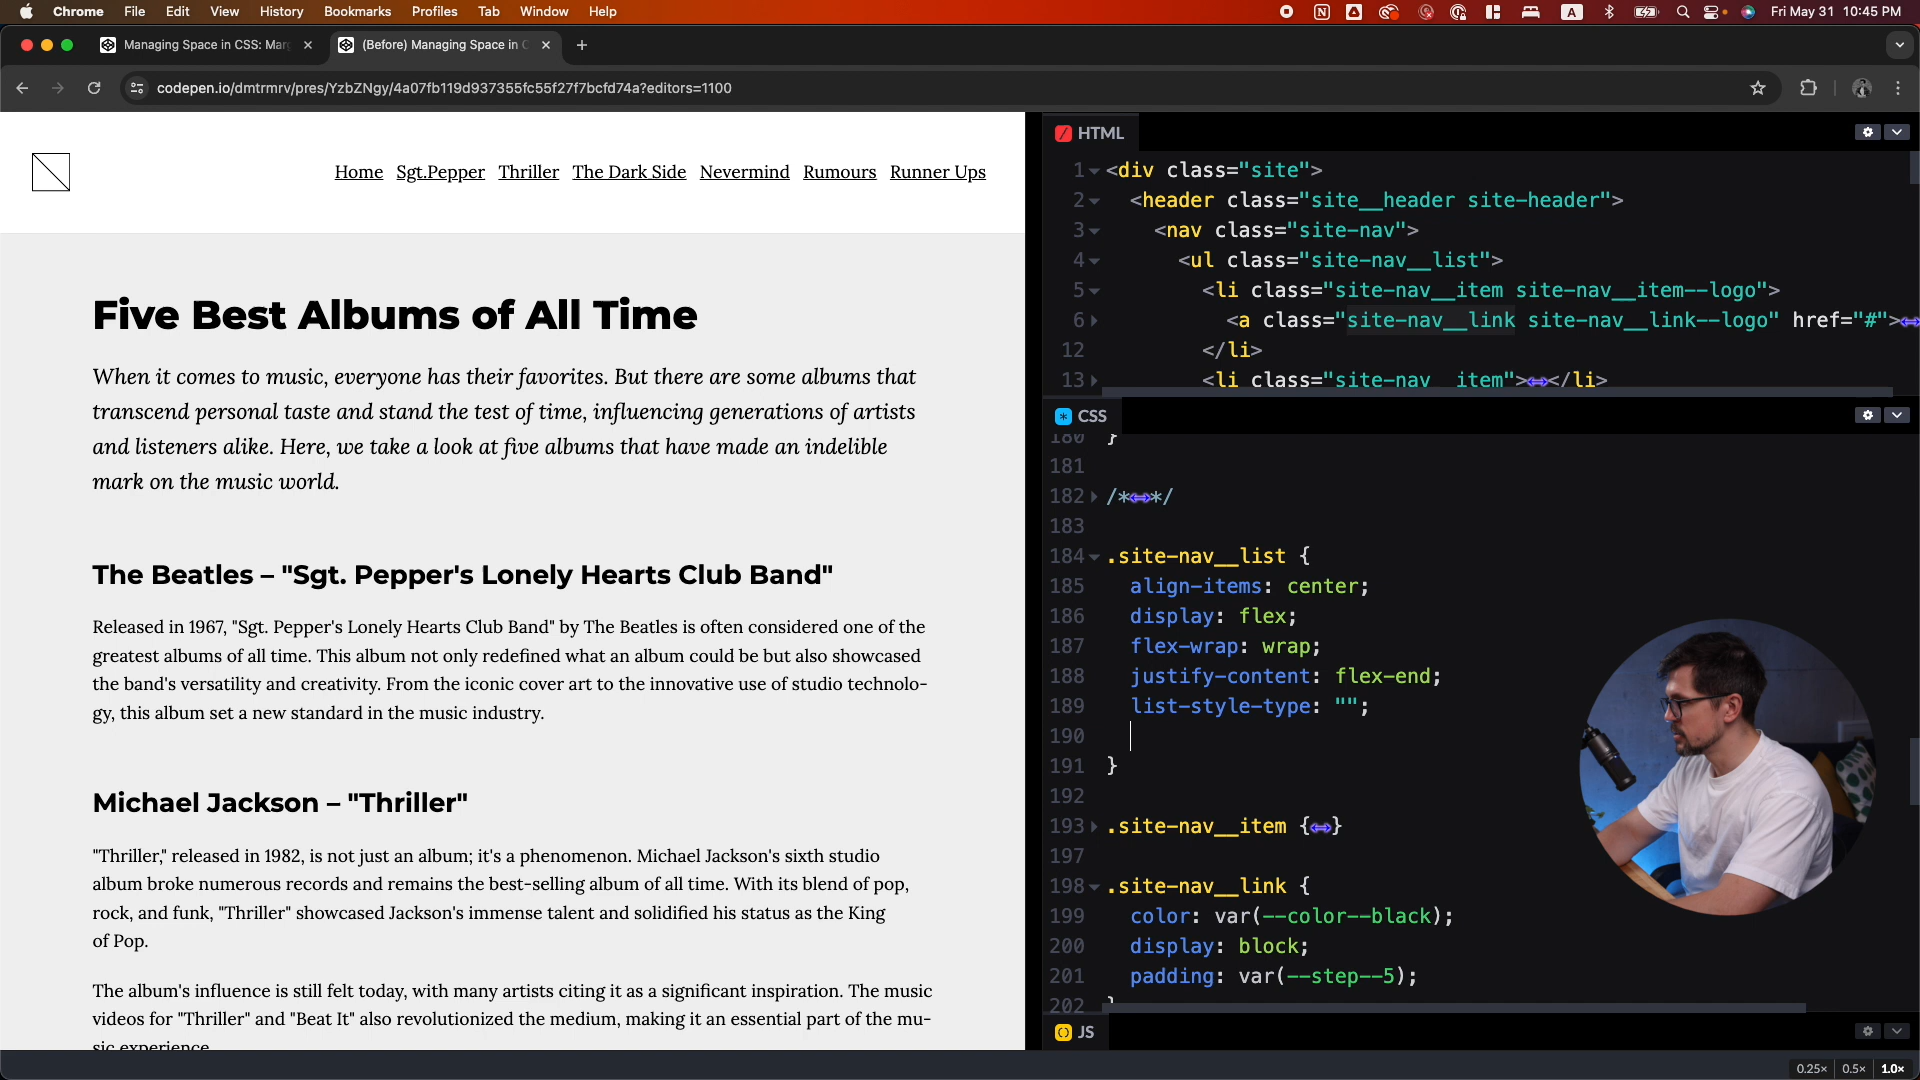 Chrome File Edit View History Bookmarks Profiles Tab Window Help
A Fri May 31 10:45 PM
Managing Space in CSS: Mar
(Before) Managing Space in C
codepen.io/dmtrmrv/pres/YzbZNgy/4a07fb119d937355fc55f27f7bcfd74a?editors=1100
Home Sgt.Pepper Thriller The Dark Side Nevermind Rumours Runner Ups
Five Best Albums of All Time
When it comes to music, everyone has their favorites. But there are some albums that
transcend personal taste and stand the test of time, influencing generations of artists
and listeners alike. Here, we take a look at five albums that have made an indelible
mark on the music world.
The Beatles – "Sgt. Pepper's Lonely Hearts Club Band"
Released in 1967, "Sgt. Pepper's Lonely Hearts Club Band" by The Beatles is often considered one of the
greatest albums of all time. This album not only redefined what an album could be but also showcased
the band's versatility and creativity. From the iconic cover art to the innovative use of studio technolo-
gy, this album set a new standard in the music industry.
Michael Jackson – "Thriller"
"Thriller," released in 1982, is not just an album; it's a phenomenon. Michael Jackson's sixth studio
album broke numerous records and remains the best-selling album of all time. With its blend of pop,
rock, and funk, "Thriller" showcased Jackson's immense talent and solidified his status as the King
of Pop.
The album's influence is still felt today, with many artists citing it as a significant inspiration. The music
videos for "Thriller" and "Beat It" also revolutionized the medium, making it an essential part of the mu-
sic experience.
HTML
1 <div class="site">
2 <header class="site__header site-header">
3 <nav class="site-nav">
4 <ul class="site-nav__list">
5 <li class="site-nav__item site-nav__item--logo">
6 <a class="site-nav__link site-nav__link--logo" href="#">
12 </li>
13 <li class="site-nav__item"></li>
CSS
180 }
181
182 /**/
183
184 .site-nav__list {
185 align-items: center;
186 display: flex;
187 flex-wrap: wrap;
188 justify-content: flex-end;
189 list-style-type: "";
190
191 }
192
193 .site-nav__item {}
197
198 .site-nav__link {
199 color: var(--color--black);
200 display: block;
201 padding: var(--step--5);
202 }
JS
0.25× 0.5× 1.0×